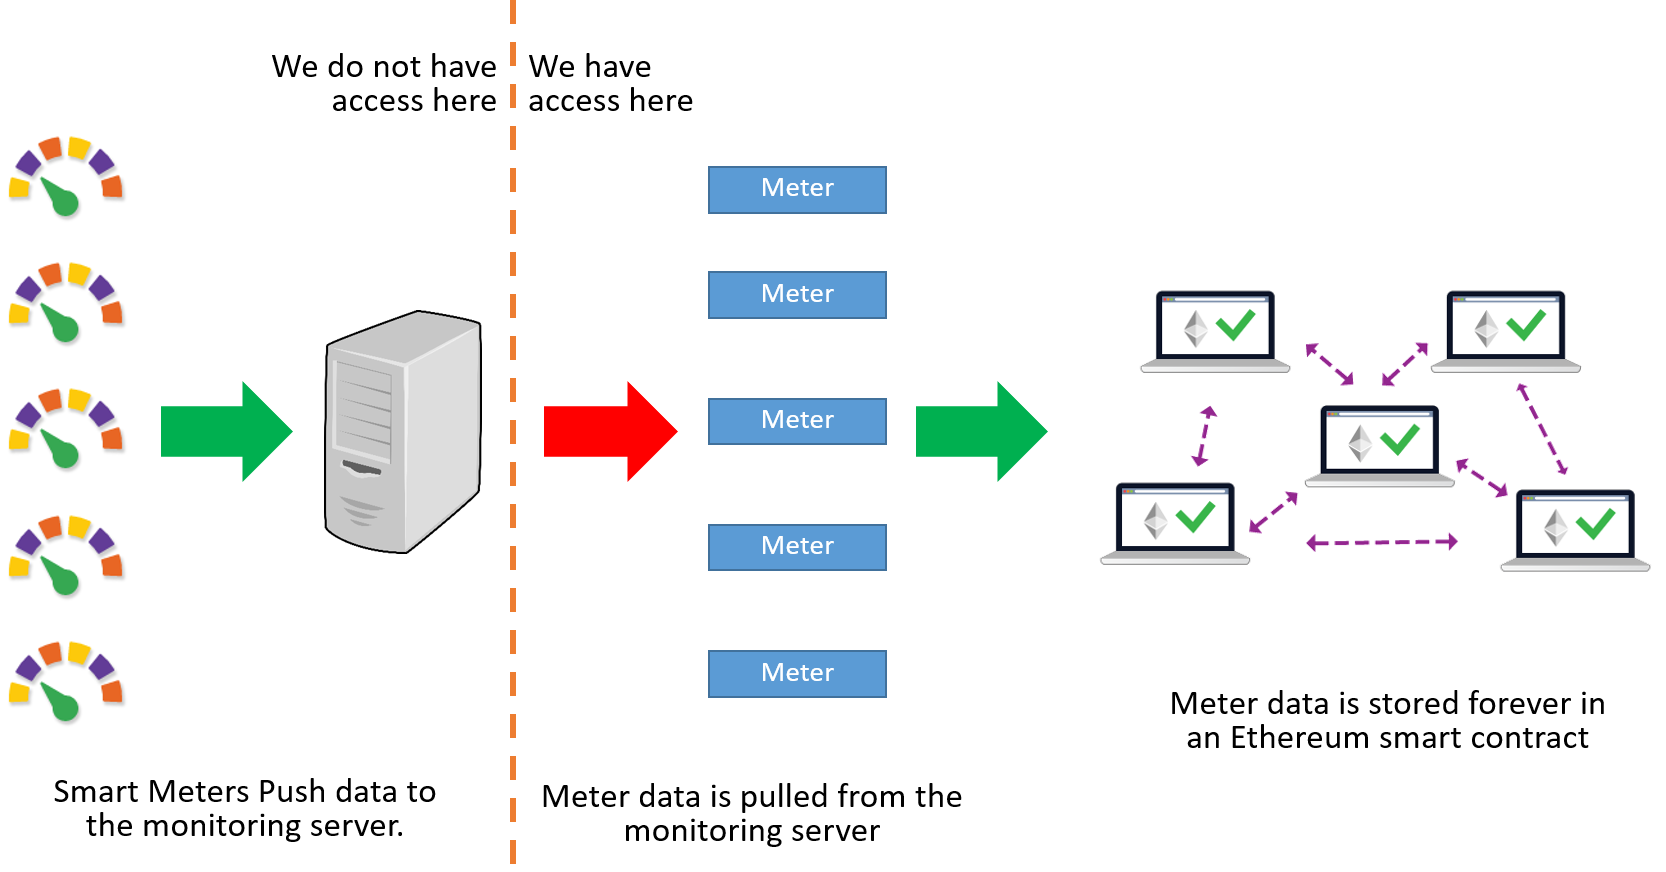 We do not have
access here
We have
access here
Meter
Meter
Meter
Meter
Meter
Smart Meters Push data to
the monitoring server.
Meter data is pulled from the
monitoring server
Meter data is stored forever in
an Ethereum smart contract